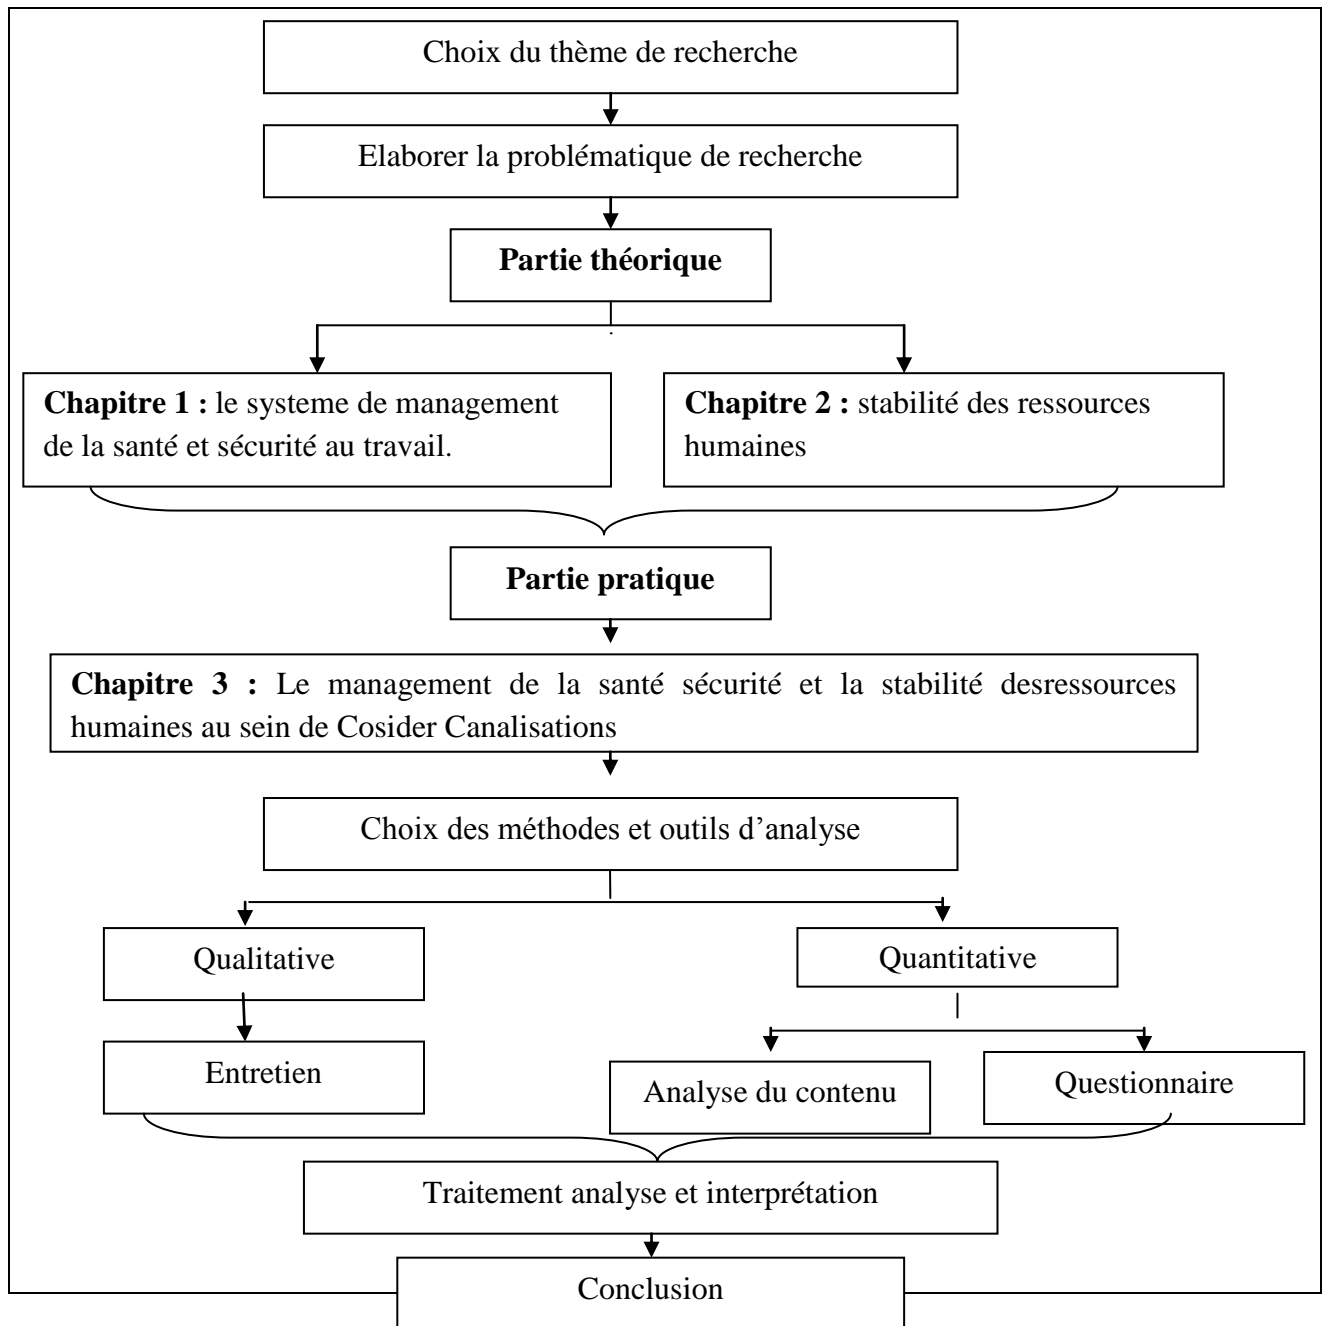 Choix du thème de recherche
Elaborer la problématique de recherche
Partie théorique
Chapitre 1 : le systeme de management
de la santé et sécurité au travail.
Chapitre 2 : stabilité des ressources
humaines
Partie pratique
Chapitre 3 : Le management de la santé sécurité et la stabilité desressources
humaines au sein de Cosider Canalisations
Choix des méthodes et outils d’analyse
Qualitative
Quantitative
Entretien
Analyse du contenu
Questionnaire
Traitement analyse et interprétation
Conclusion